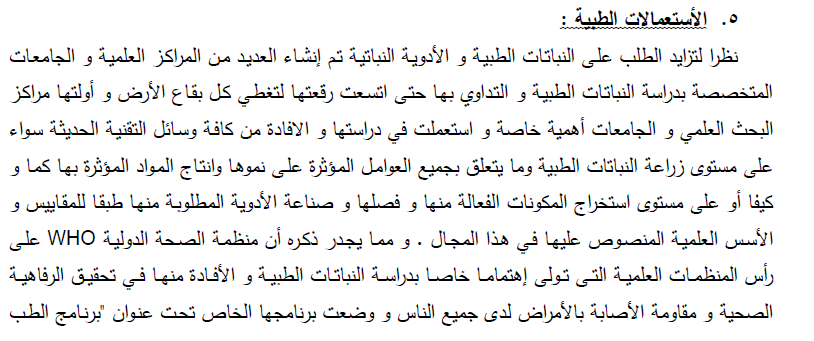 ٥. الأستعمالات الطبية :
نظرا لتزايد الطلب على النباتات الطبية و الأدوية النباتية تم إنشاء العديد من المراكز العلمية و الجامعات
المتخصصة بدراسة النباتات الطبية و التداوي بها حتى اتسعت رقعتها لتغطي كل بقاع الأرض و أولتها مراكز
البحث العلمي و الجامعات أهمية خاصة و استعملت في دراستها و الافادة من كافة وسائل التقنية الحديثة سواء
على مستوى زراعة النباتات الطبية وما يتعلق بجميع العوامل المؤثرة على نموها وانتاج المواد المؤثرة بها كما و
كيفا أو على مستوى استخراج المكونات الفعالة منها و فصلها و صناعة الأدوية المطلوبة منها طبقا للمقاييس و
الأسس العلمية المنصوص عليها في هذا المجال . و مما يجدر ذكره أن منظمة الصحة الدولية WHO على
رأس المنظمات العلمية التى تولى إهتماما خاصا بدراسة النباتات الطبية و الأفادة منها في تحقيق الرفاهية
الصحية و مقاومة الأصابة بالأمراض لدى جميع الناس و وضعت برنامجها الخاص تحت عنوان "برنامج الطب